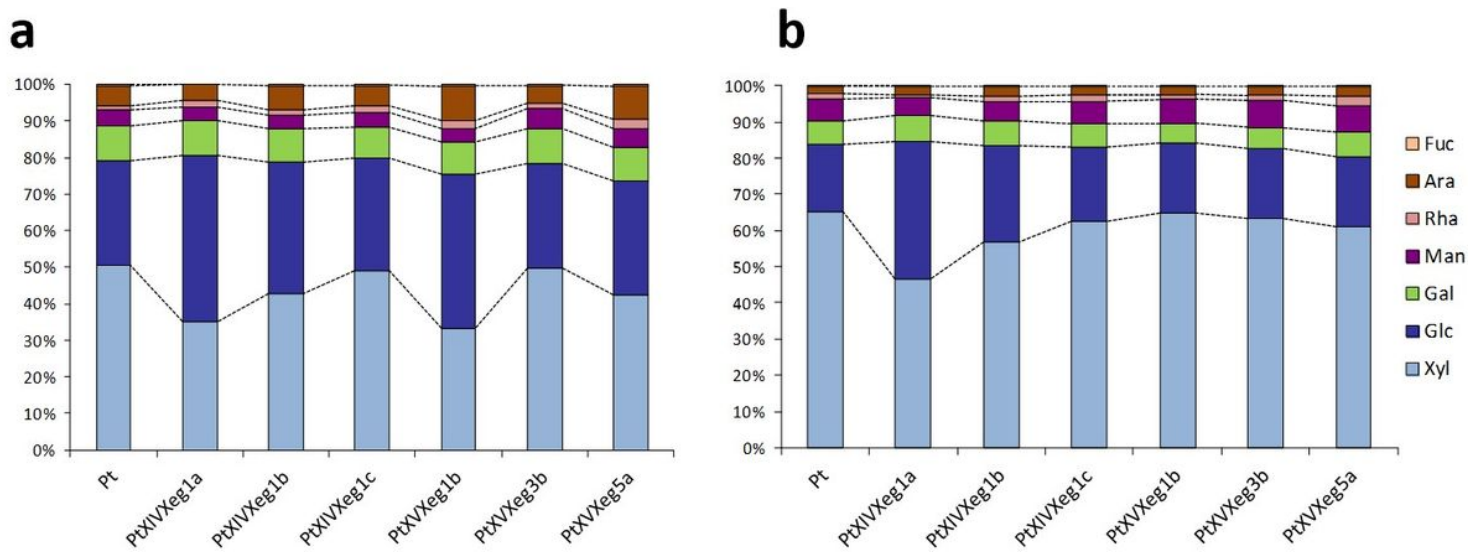 a
100%
90%
80%
70%
60%
50%
40%
30%
20%
10%
0%
Pt
PtXIVXeg1a
PtXIVXeg1b
PtXIVXeg1c
PtXVXeg1b
PtXVXeg3b
PtXVXeg5a
b
100%
90%
80%
70%
60%
50%
40%
30%
20%
10%
0%
Pt
PtXIVXeg1a
PtXIVXeg1b
PtXIVXeg1c
PtXVXeg1b
PtXVXeg3b
PtXVXeg5a
Fuc
Ara
Rha
Man
Gal
Glc
Xyl